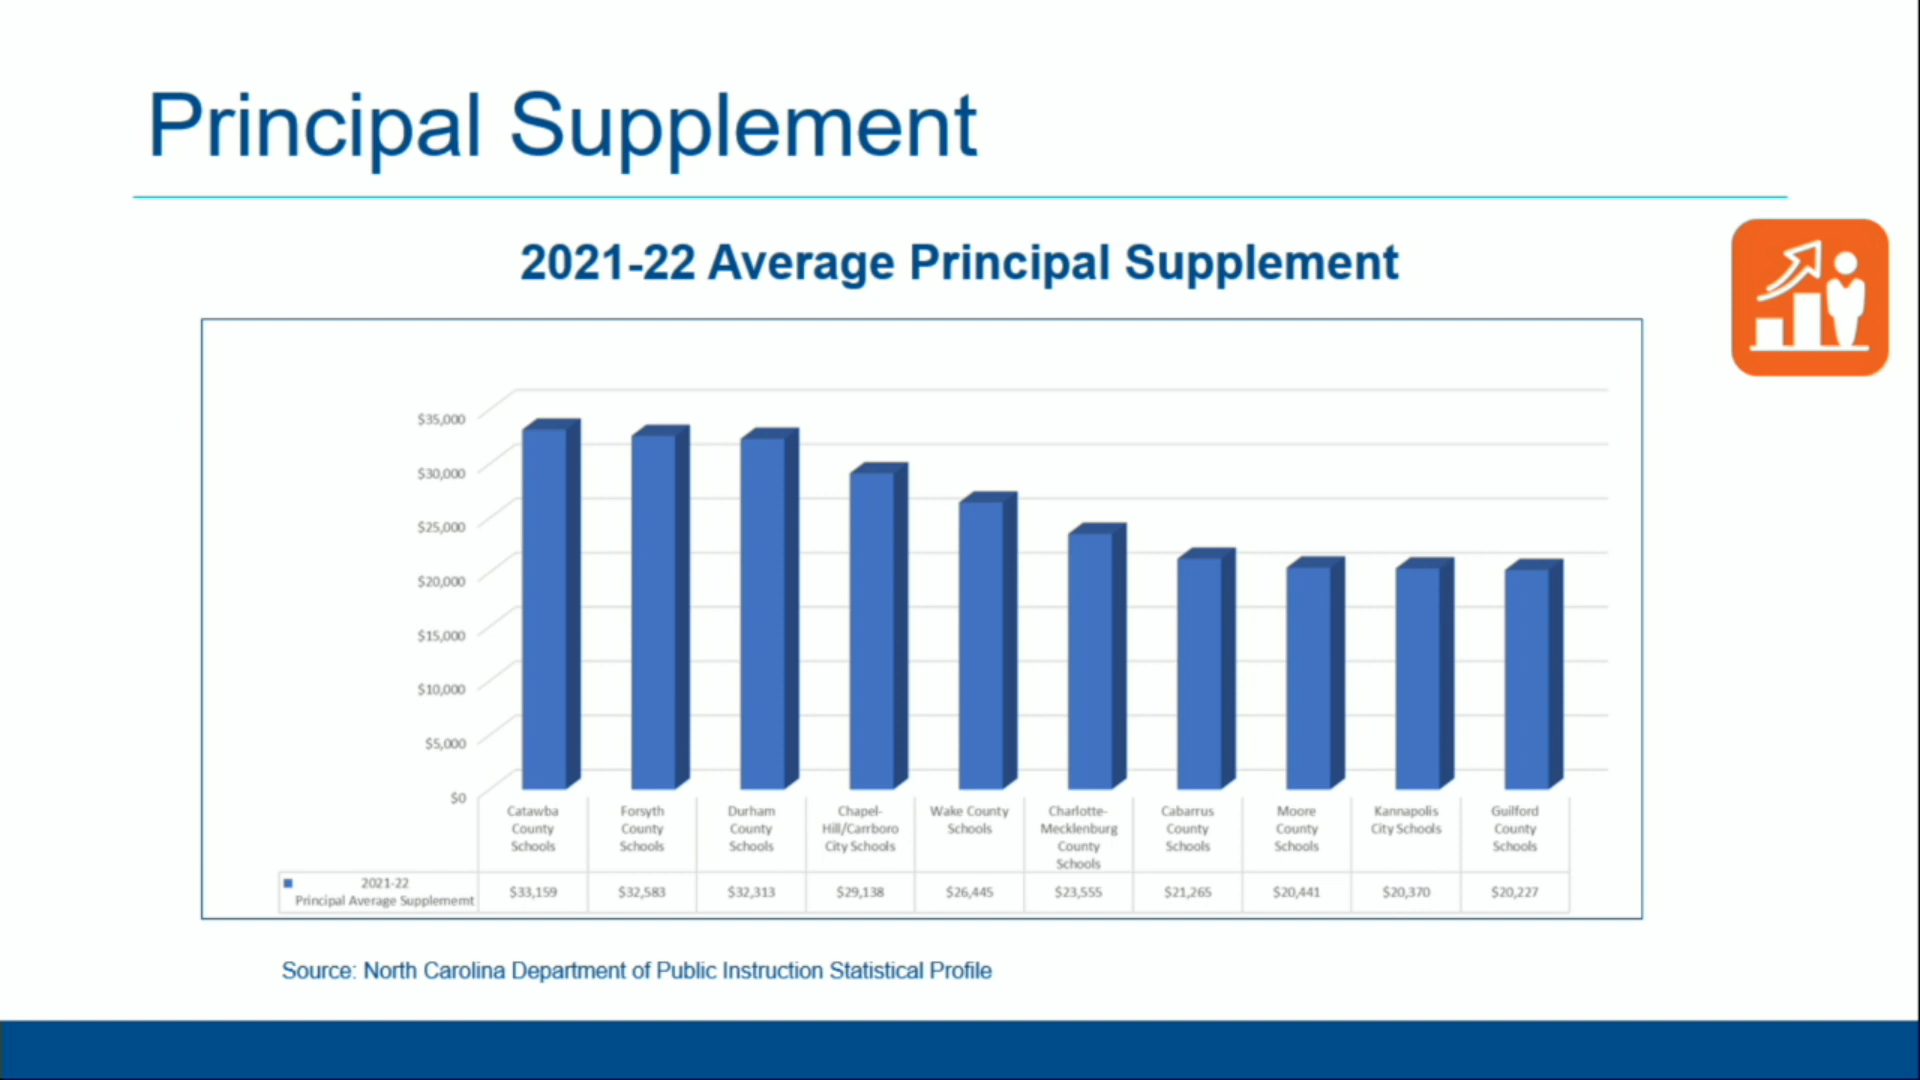 Principal Supplement
2021-22 Average Principal Supplement
$35,000
$30,000
$25,000
$20,000
$15,000
$10,000
$5,000
$0
Catawba
County
Schools
Forsyth
County
Schools
Durham
County
Schools
Chapel-
Hill/Carrboro
City Schools
Wake County
Schools
Charlotte-
Mecklenburg
County
Schools
Cabarrus
County
Schools
Moore
County
Schools
Kannapolis
City Schools
Guilford
County
Schools
2021-22
Principal Average Supplememt
$33,159
$32,583
$32,313
$29,138
$26,445
$23,555
$21,265
$20,441
$20,370
$20,227
Source: North Carolina Department of Public Instruction Statistical Profile